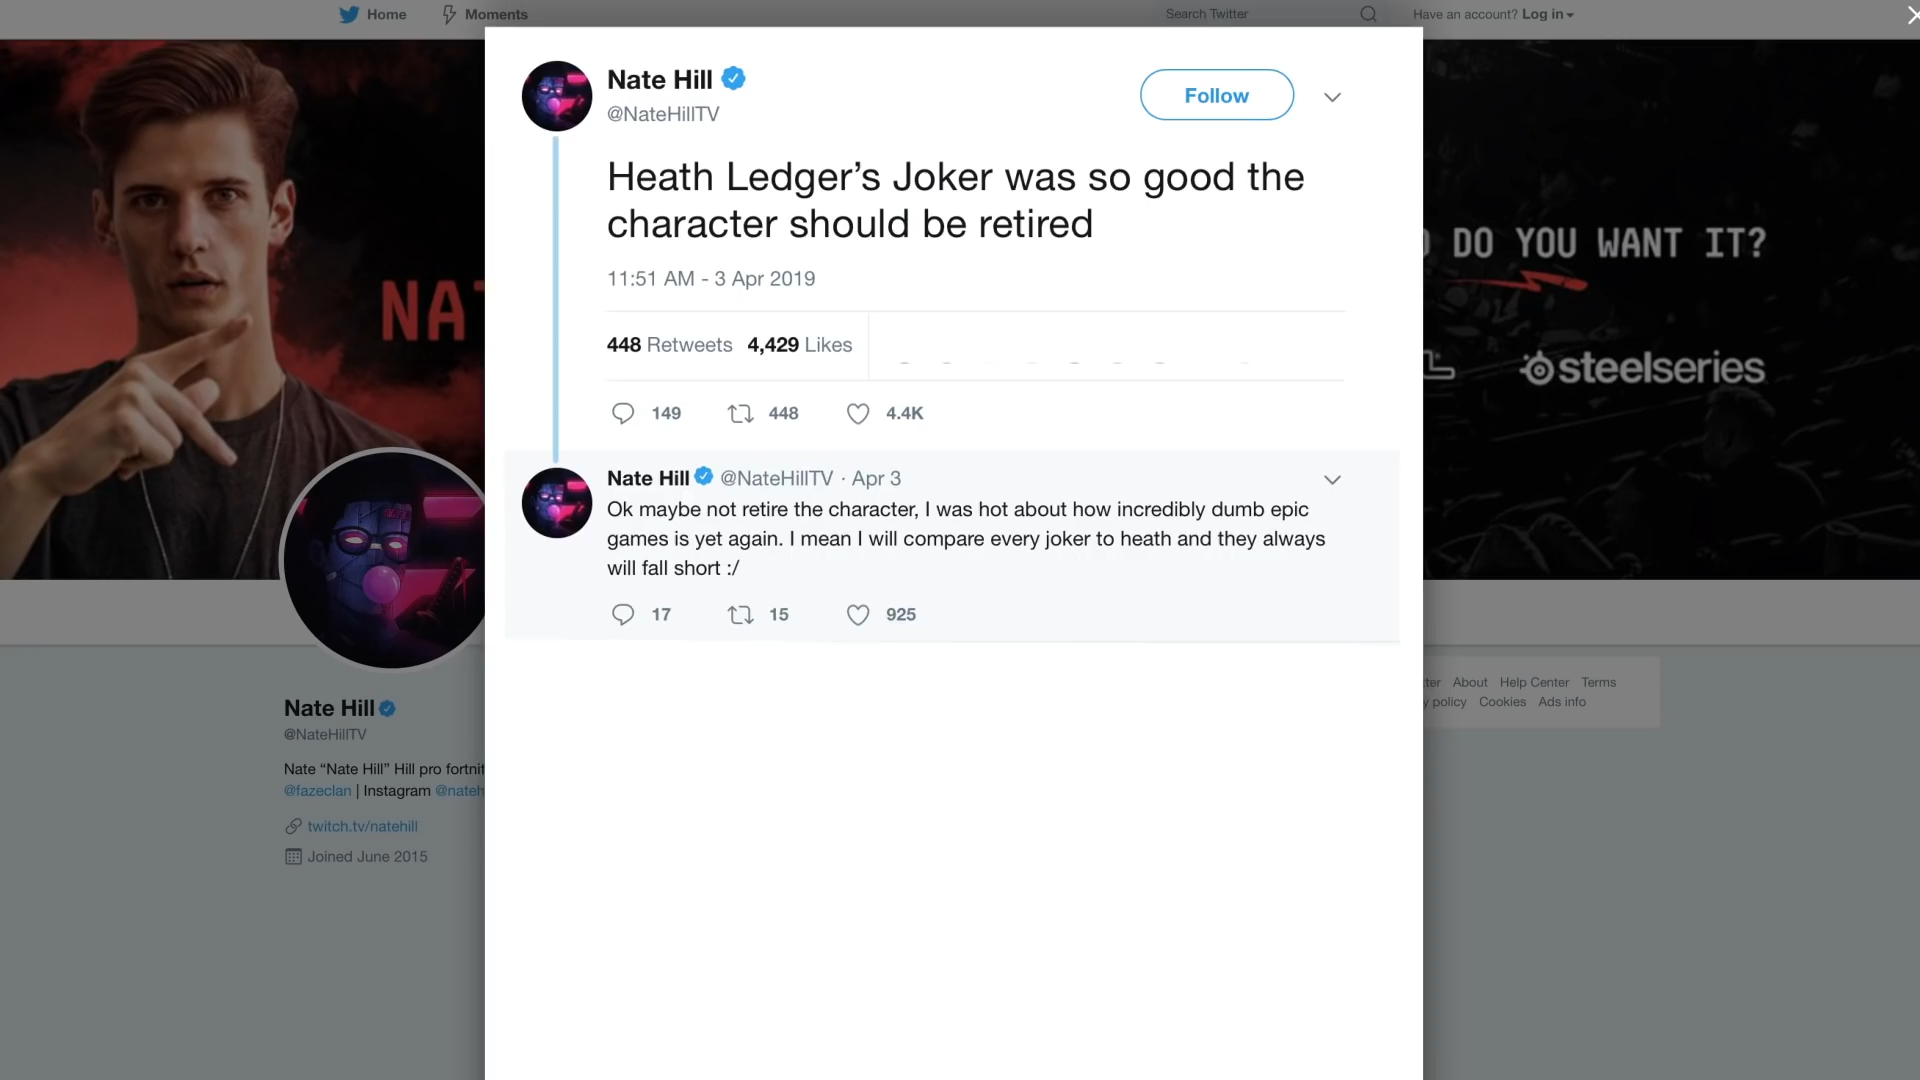 Home
Moments
Search Twitter
Have an account? Log in
Nate Hill
@NateHillTV
Follow
Heath Ledger’s Joker was so good the
character should be retired
11:51 AM - 3 Apr 2019
448 Retweets 4,429 Likes
149 448 4.4K
Nate Hill @NateHillTV · Apr 3
Ok maybe not retire the character, I was hot about how incredibly dumb epic
games is yet again. I mean I will compare every joker to heath and they always
will fall short :/
17 15 925
NAT
DO YOU WANT IT?
steelseries
Nate Hill
@NateHillTV
Nate “Nate Hill” Hill pro fortnit
@fazeclan | Instagram @nateh
twitch.tv/natehill
Joined June 2015
About Help Center Terms
policy Cookies Ads info